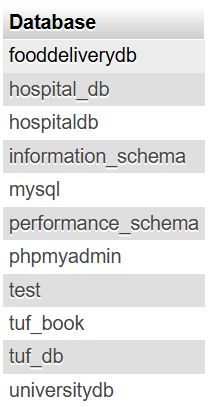 Database
fooddeliverydb
hospital_db
hospitaldb
information_schema
mysql
performance_schema
phpmyadmin
test
tuf_book
tuf_db
universitydb